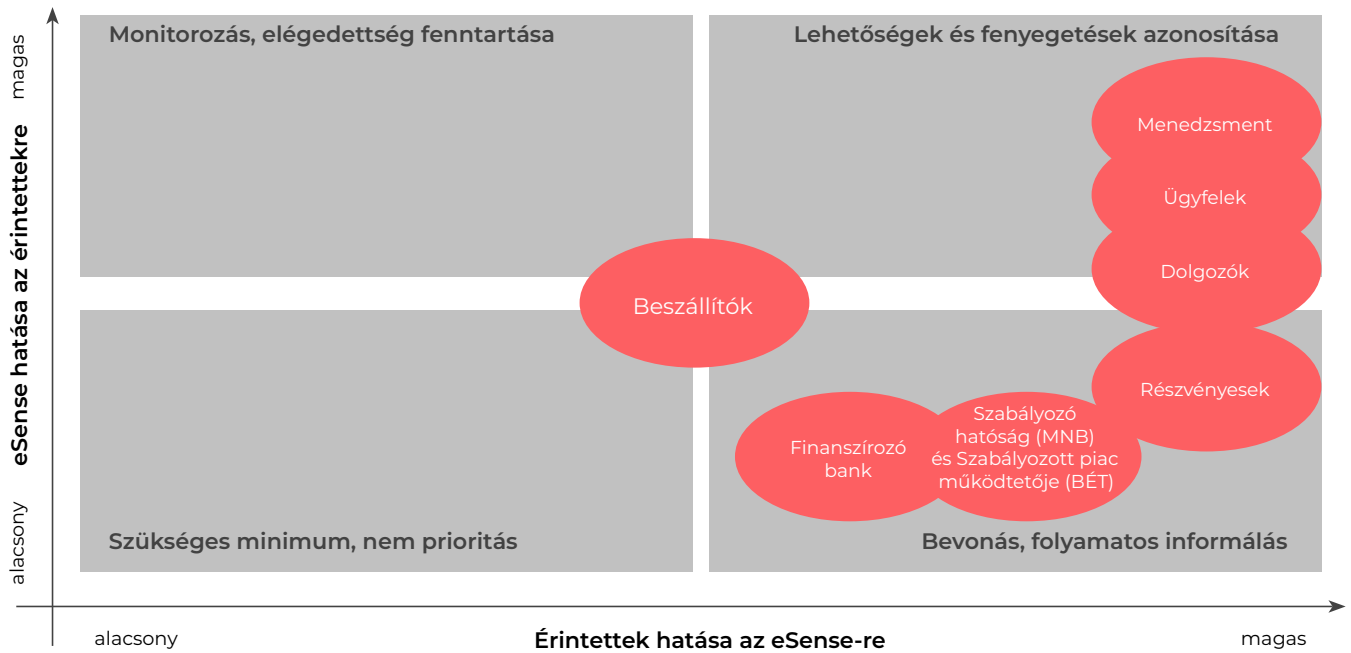 Monitorozás, elégedettség fenntartása
Lehetőségek és fenyegetések azonosítása
magas
eSense hatása az érintettekre
alacsony
Menedzsment
Ügyfelek
Dolgozók
Beszállítók
Részvényesek
Finanszírozó
bank
Szabályozó
hatóság (MNB)
és Szabályozott piac
működtetője (BÉT)
Szükséges minimum, nem prioritás
Bevonás, folyamatos informálás
alacsony
Érintettek hatása az eSense-re
magas